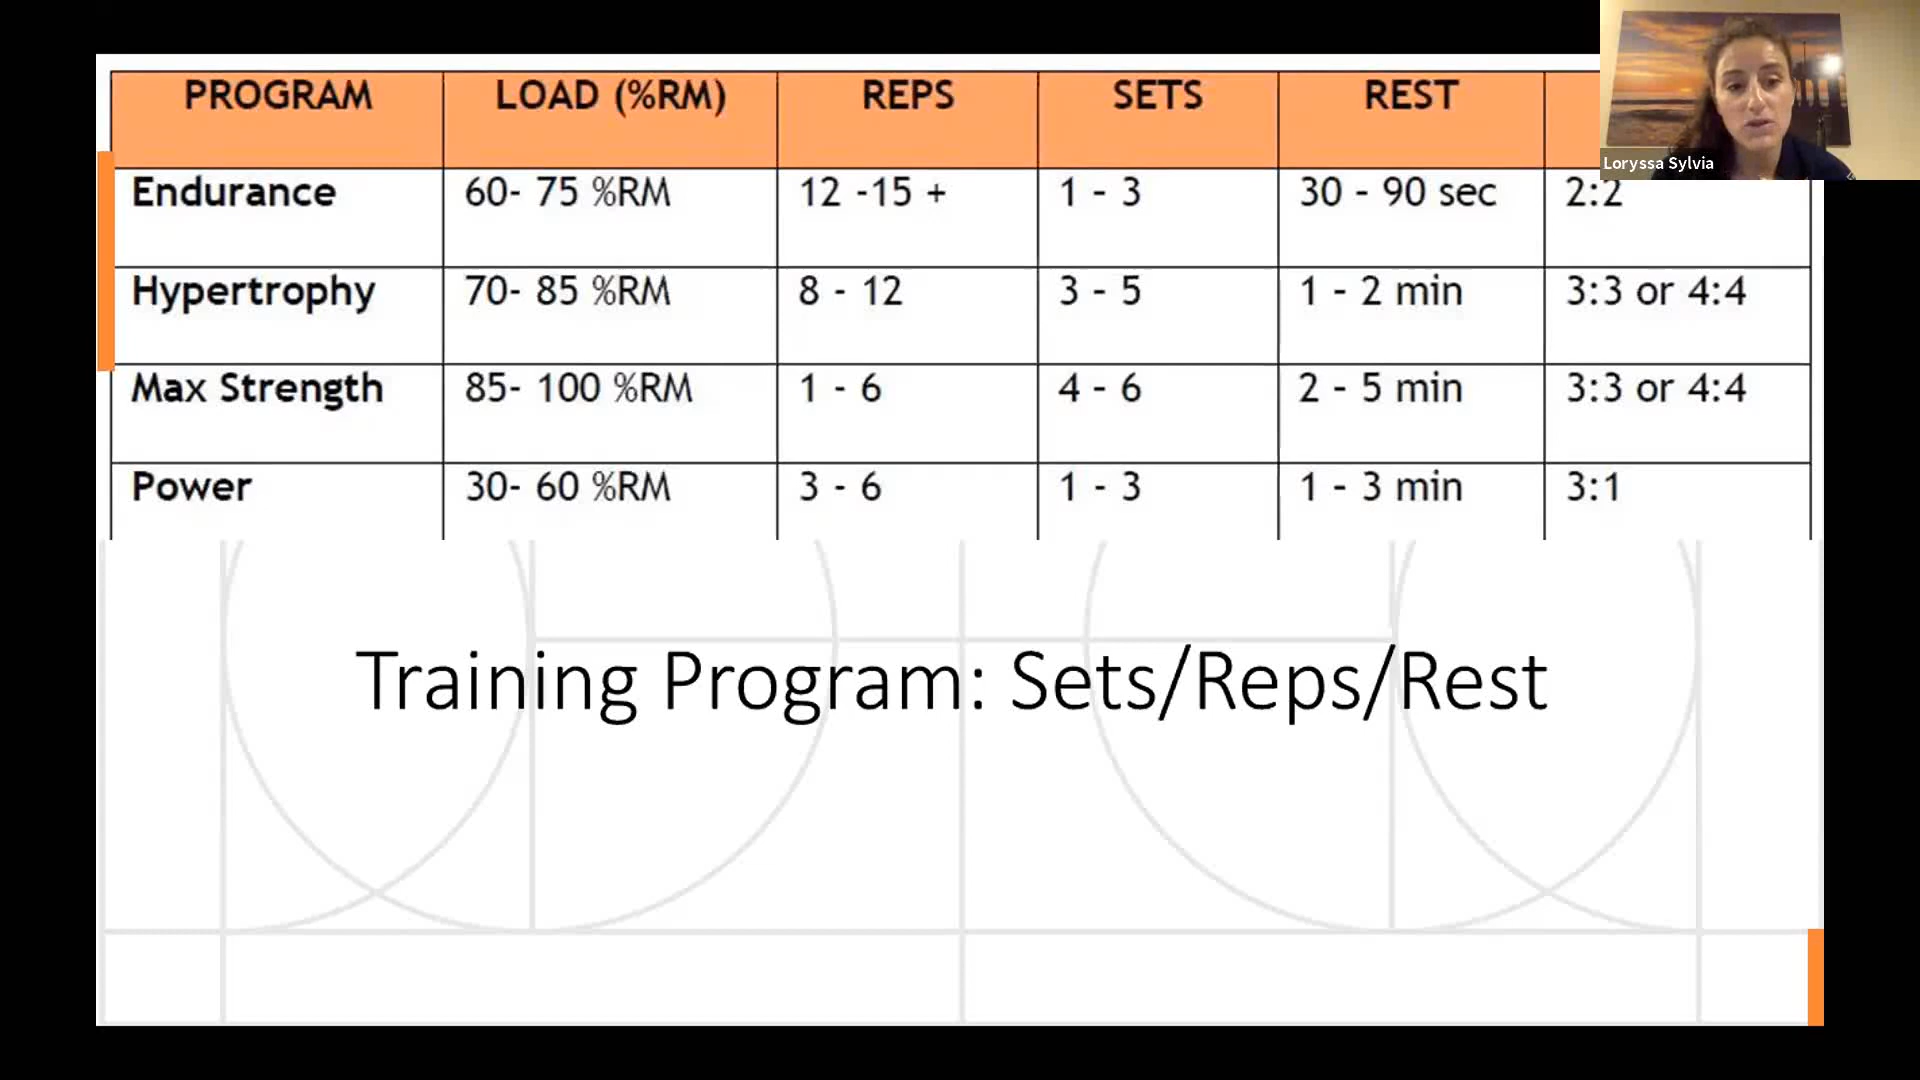 PROGRAM LOAD (%RM) REPS SETS REST
Loryssa Sylvia
Endurance 60- 75 %RM 12 -15 + 1 - 3 30 - 90 sec 2:2
Hypertrophy 70- 85 %RM 8 - 12 3 - 5 1 - 2 min 3:3 or 4:4
Max Strength 85- 100 %RM 1 - 6 4 - 6 2 - 5 min 3:3 or 4:4
Power 30- 60 %RM 3 - 6 1 - 3 1 - 3 min 3:1
Training Program: Sets/Reps/Rest